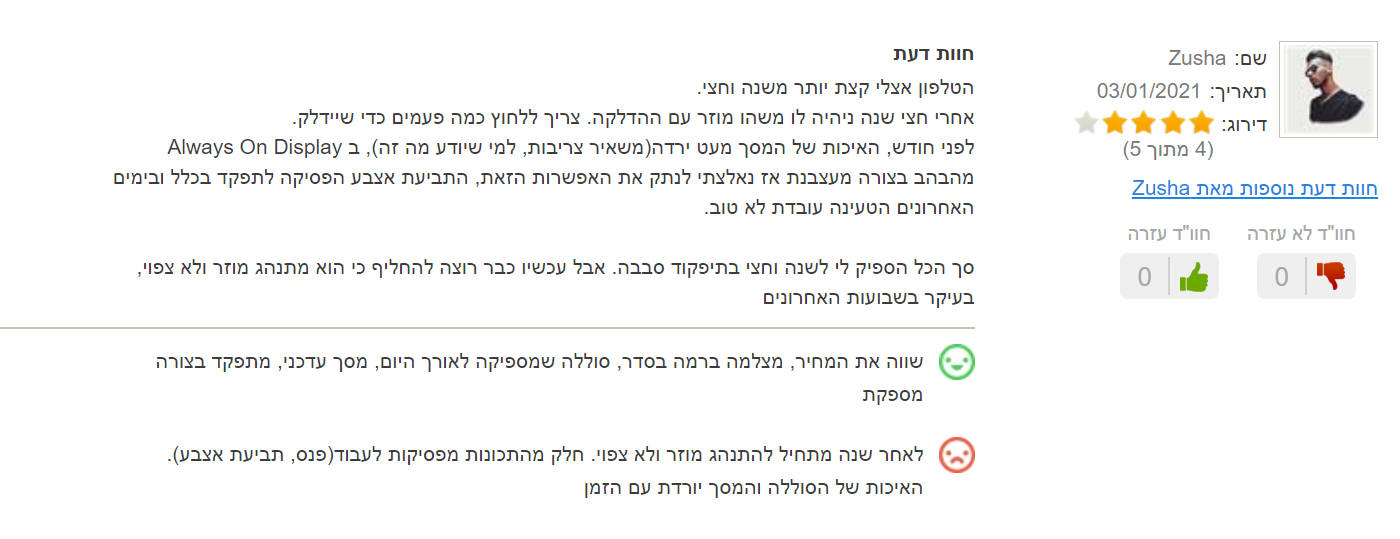 שם: Zusha
תאריך: 03/01/2021
דירוג:
(4 מתוך 5)
חוות דעת נוספות מאת Zusha
חוו"ד לא עזרה
0
חוו"ד עזרה
0
חוות דעת
הטלפון אצלי קצת יותר משנה וחצי.
אחרי חצי שנה ניהיה לו משהו מוזר עם ההדלקה. צריך ללחוץ כמה פעמים כדי שיידלק.
לפני חודש, האיכות של המסך מעט ירדה(משאיר צריבות, למי שיודע מה זה), ב Always On Display
מהבהב בצורה מעצבנת אז נאלצתי לנתק את האפשרות הזאת, התביעת אצבע הפסיקה לתפקד בכלל ובימים
האחרונים הטעינה עובדת לא טוב.
סך הכל הספיק לי לשנה וחצי בתיפקוד סבבה. אבל עכשיו כבר רוצה להחליף כי הוא מתנהג מוזר ולא צפוי,
בעיקר בשבועות האחרונים
שווה את המחיר, מצלמה ברמה בסדר, סוללה שמספיקה לאורך היום, מסך עדכני, מתפקד בצורה
מספקת
לאחר שנה מתחיל להתנהג מוזר ולא צפוי. חלק מהתכונות מפסיקות לעבוד(פנס, תביעת אצבע).
האיכות של הסוללה והמסך יורדת עם הזמן